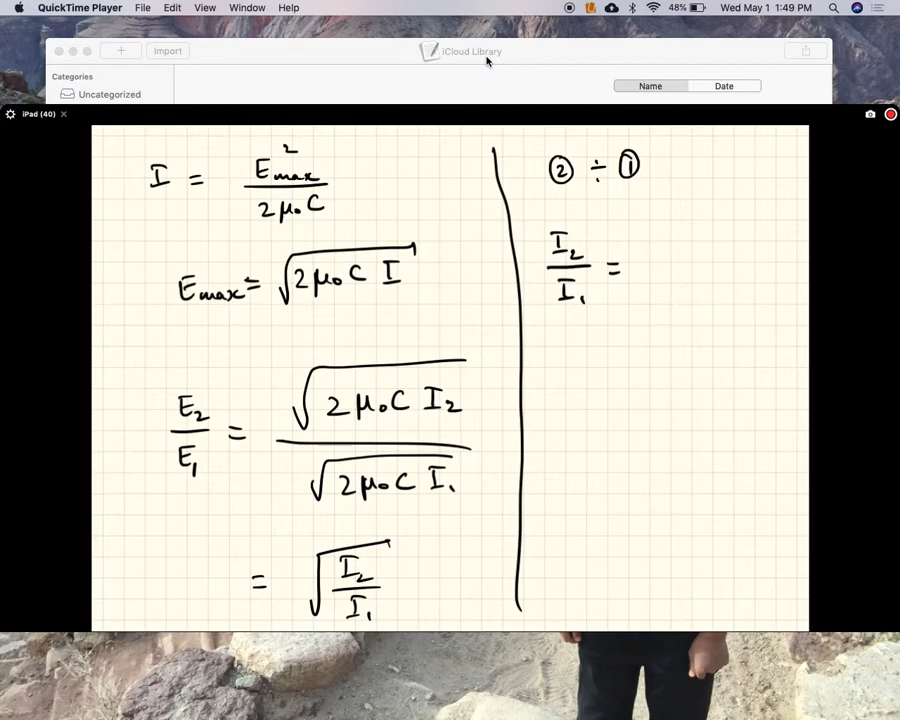 QuickTime Player File Edit View Window Help 48% Wed May 1 1:49 PM
+ Import iCloud Library
Categories
Uncategorized Name Date
iPad (40) ×
I = E²max / 2μ₀C
Emax = √(2μ₀C I)
E₂/E₁ = √(2μ₀C I₂) / √(2μ₀C I₁)
= √(I₂/I₁)
② ÷ ①
I₂/I₁ =